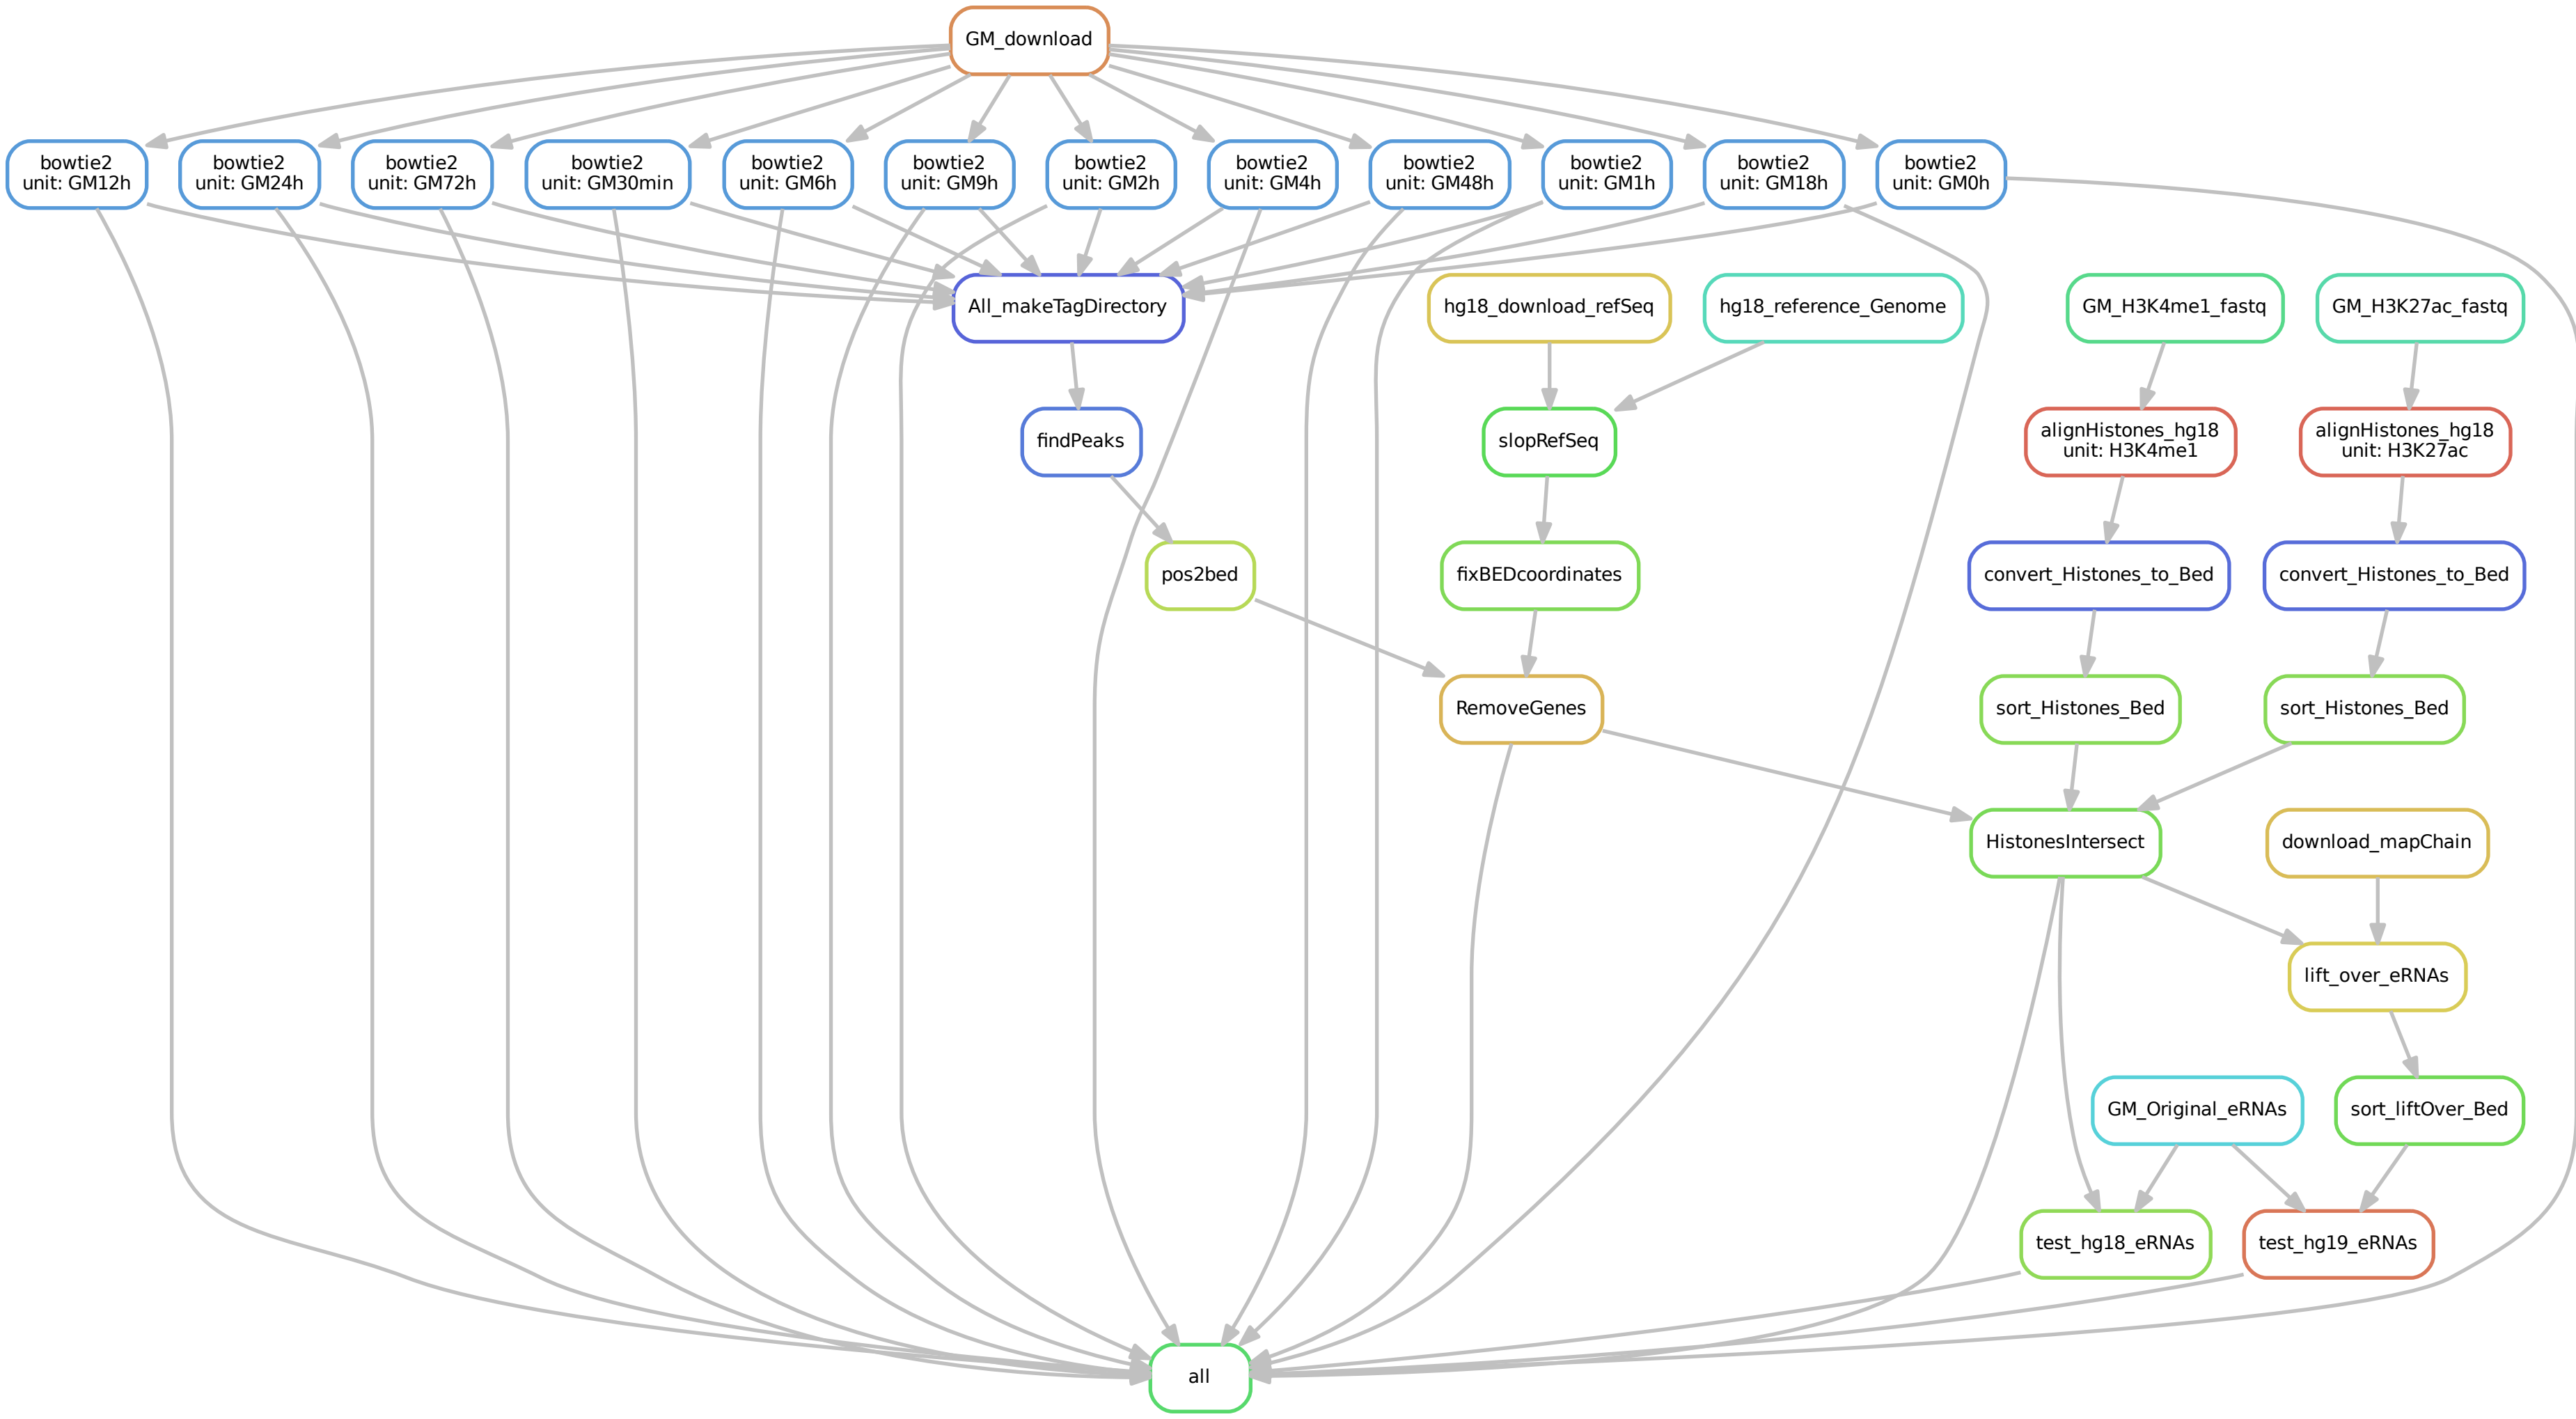 GM_download
bowtie2
unit: GM12h
bowtie2
unit: GM24h
bowtie2
unit: GM72h
bowtie2
unit: GM30min
bowtie2
unit: GM6h
bowtie2
unit: GM9h
bowtie2
unit: GM2h
bowtie2
unit: GM4h
bowtie2
unit: GM48h
bowtie2
unit: GM1h
bowtie2
unit: GM18h
bowtie2
unit: GM0h
All_makeTagDirectory
hg18_download_refSeq
hg18_reference_Genome
GM_H3K4me1_fastq
GM_H3K27ac_fastq
findPeaks
slopRefSeq
alignHistones_hg18
unit: H3K4me1
alignHistones_hg18
unit: H3K27ac
pos2bed
fixBEDcoordinates
convert_Histones_to_Bed
convert_Histones_to_Bed
RemoveGenes
sort_Histones_Bed
sort_Histones_Bed
HistonesIntersect
download_mapChain
lift_over_eRNAs
GM_Original_eRNAs
sort_liftOver_Bed
test_hg18_eRNAs
test_hg19_eRNAs
all